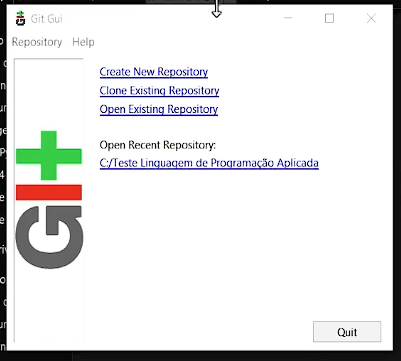 Git Gui
Repository Help
Create New Repository
Clone Existing Repository
Open Existing Repository
Open Recent Repository:
C:/Teste Linguagem de Programação Aplicada
Git
Quit